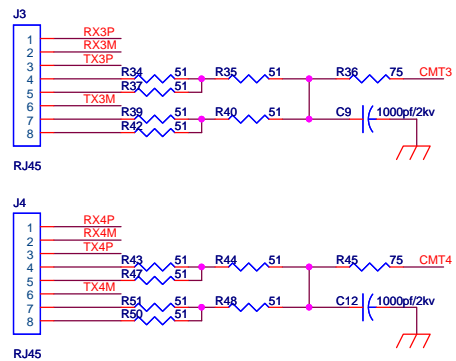 J3
1 RX3P
2 RX3M
3 TX3P
4 R34 51 R35 51 R36 75 CMT3
5 R37 51
6 TX3M
7 R39 51 R40 51 C9 1000pf/2kv
8 R42 51
RJ45
J4
1 RX4P
2 RX4M
3 TX4P
4 R43 51 R44 51 R45 75 CMT4
5 R47 51
6 TX4M
7 R51 51 R48 51 C12 1000pf/2kv
8 R50 51
RJ45